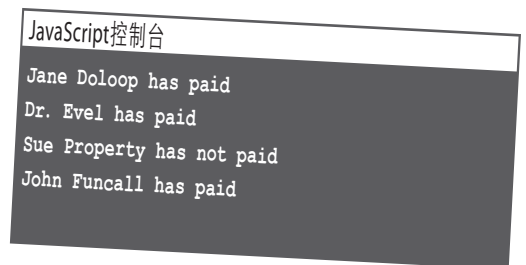 JavaScript控制台
Jane Doloop has paid
Dr. Evel has paid
Sue Property has not paid
John Funcall has paid